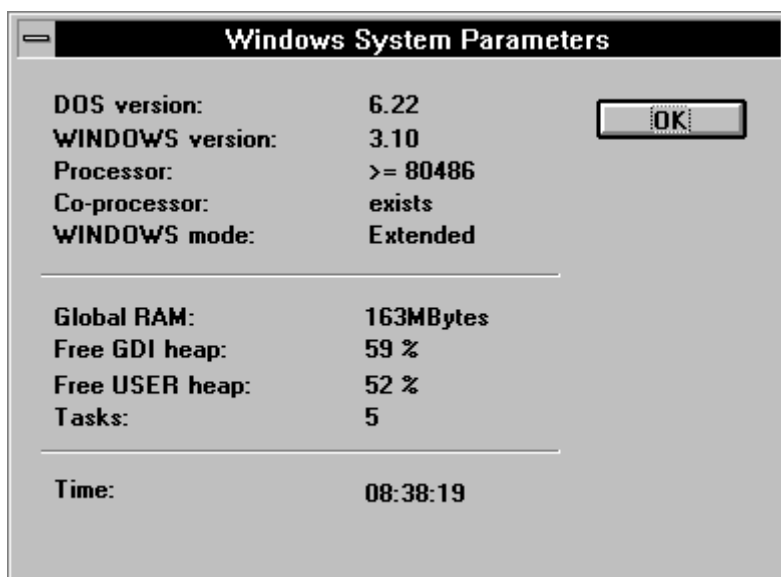 Windows System Parameters
DOS version: 6.22
OK
WINDOWS version: 3.10
Processor: >= 80486
Co-processor: exists
WINDOWS mode: Extended
Global RAM: 163MBytes
Free GDI heap: 59 %
Free USER heap: 52 %
Tasks: 5
Time: 08:38:19